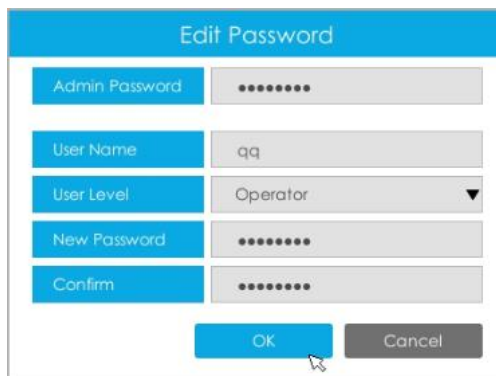 Edit Password
Admin Password ●●●●●●●●
User Name qq
User Level Operator
New Password ●●●●●●●●
Confirm ●●●●●●●●
OK Cancel